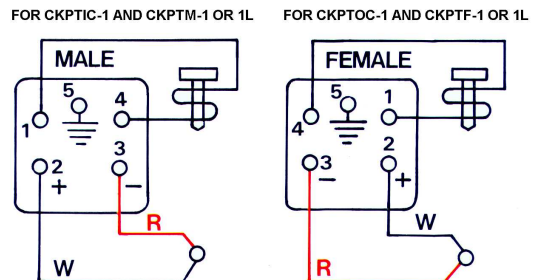 FOR CKPTIC-1 AND CKPTM-1 OR 1L
MALE
5
4
1
3
2
+
−
R
W
FOR CKPTOC-1 AND CKPTF-1 OR 1L
FEMALE
5
1
4
2
3
−
+
W
R